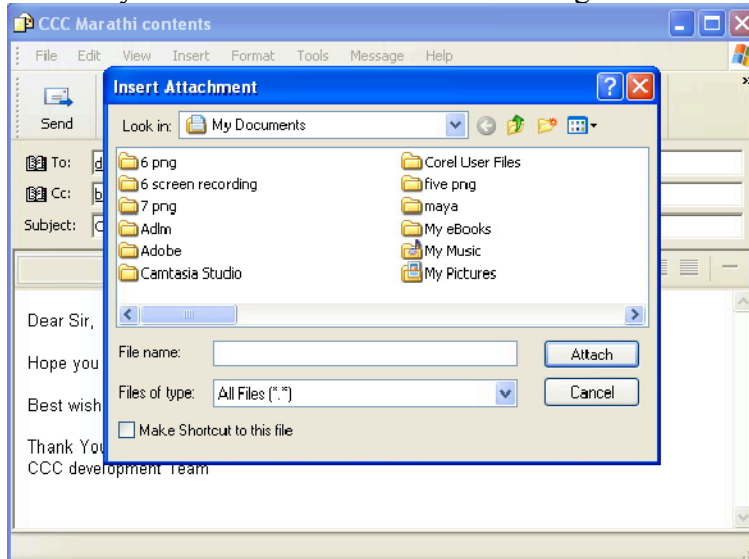 CCC Marathi contents
File Edit View Insert Format Tools Message Help
Insert Attachment
Send
Look in: My Documents
To:
Cc:
Subject:
6 png
6 screen recording
7 png
Adlm
Adobe
Camtasia Studio
Corel User Files
five png
maya
My eBooks
My Music
My Pictures
File name:
Attach
Files of type: All Files (*.*)
Cancel
Make Shortcut to this file
Dear Sir,
Hope you
Best wish
Thank You
CCC development Team